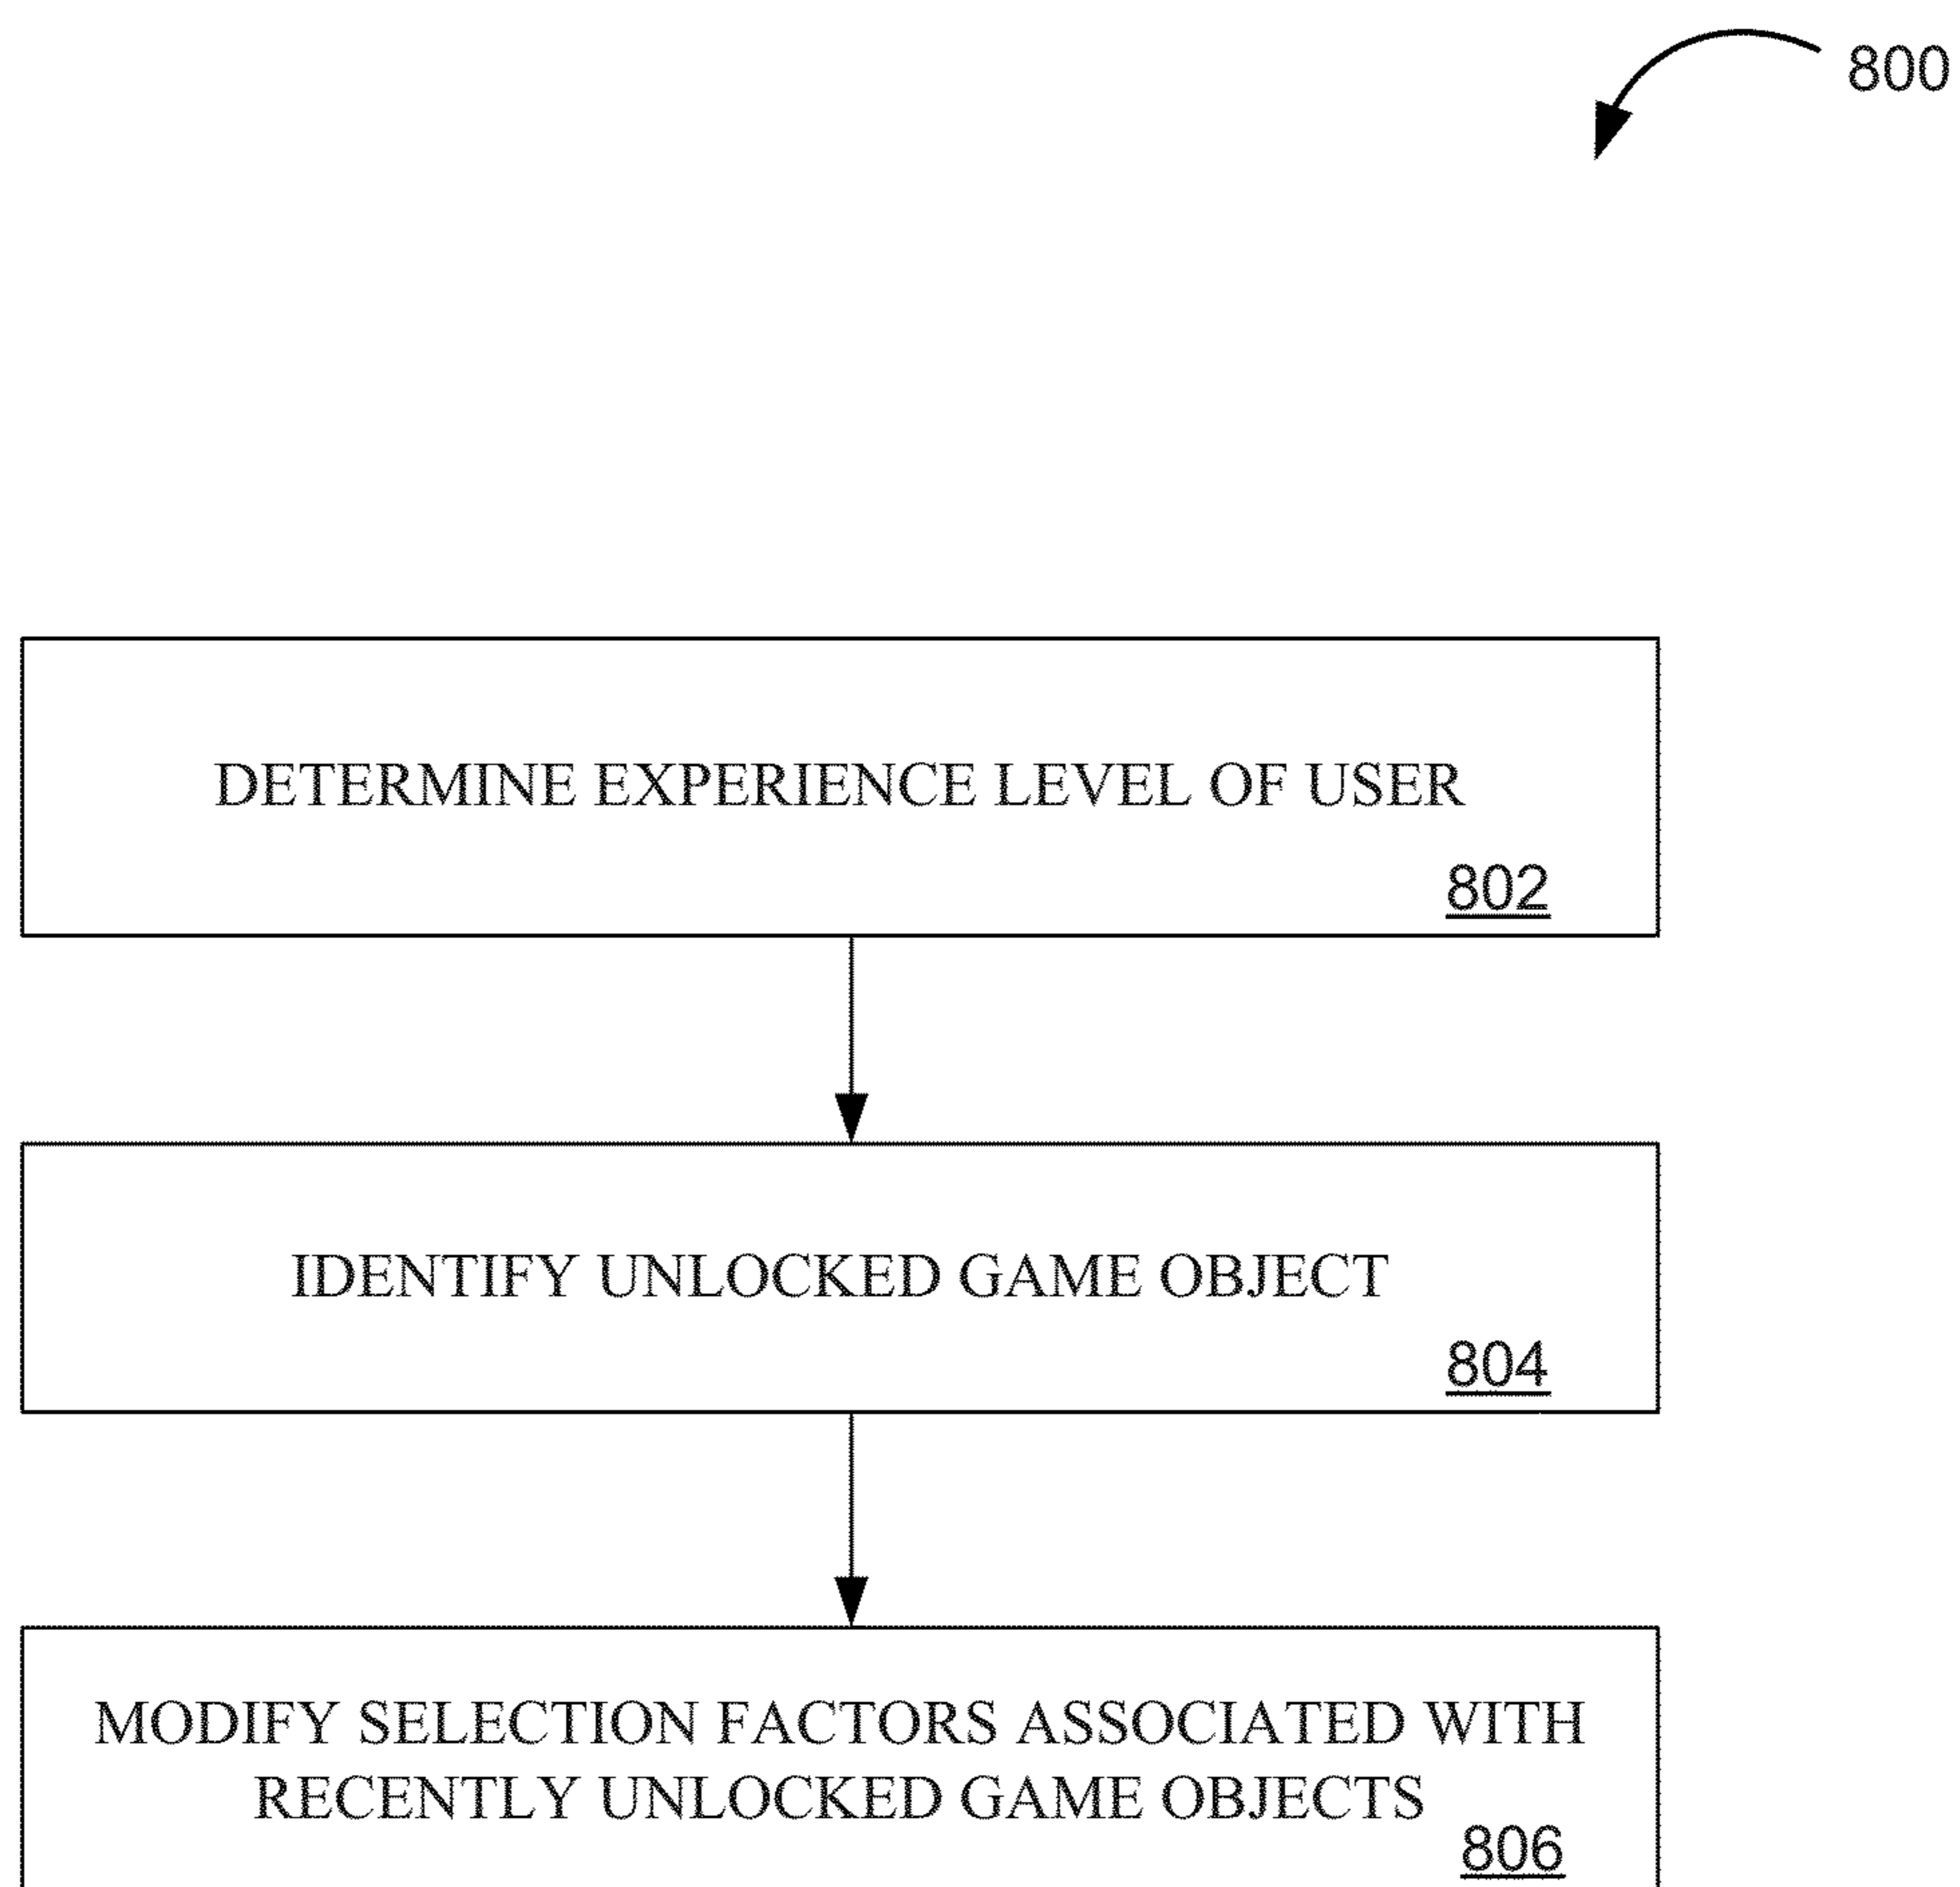 800
DETERMINE EXPERIENCE LEVEL OF USER
802
IDENTIFY UNLOCKED GAME OBJECT
804
MODIFY SELECTION FACTORS ASSOCIATED WITH
RECENTLY UNLOCKED GAME OBJECTS
806